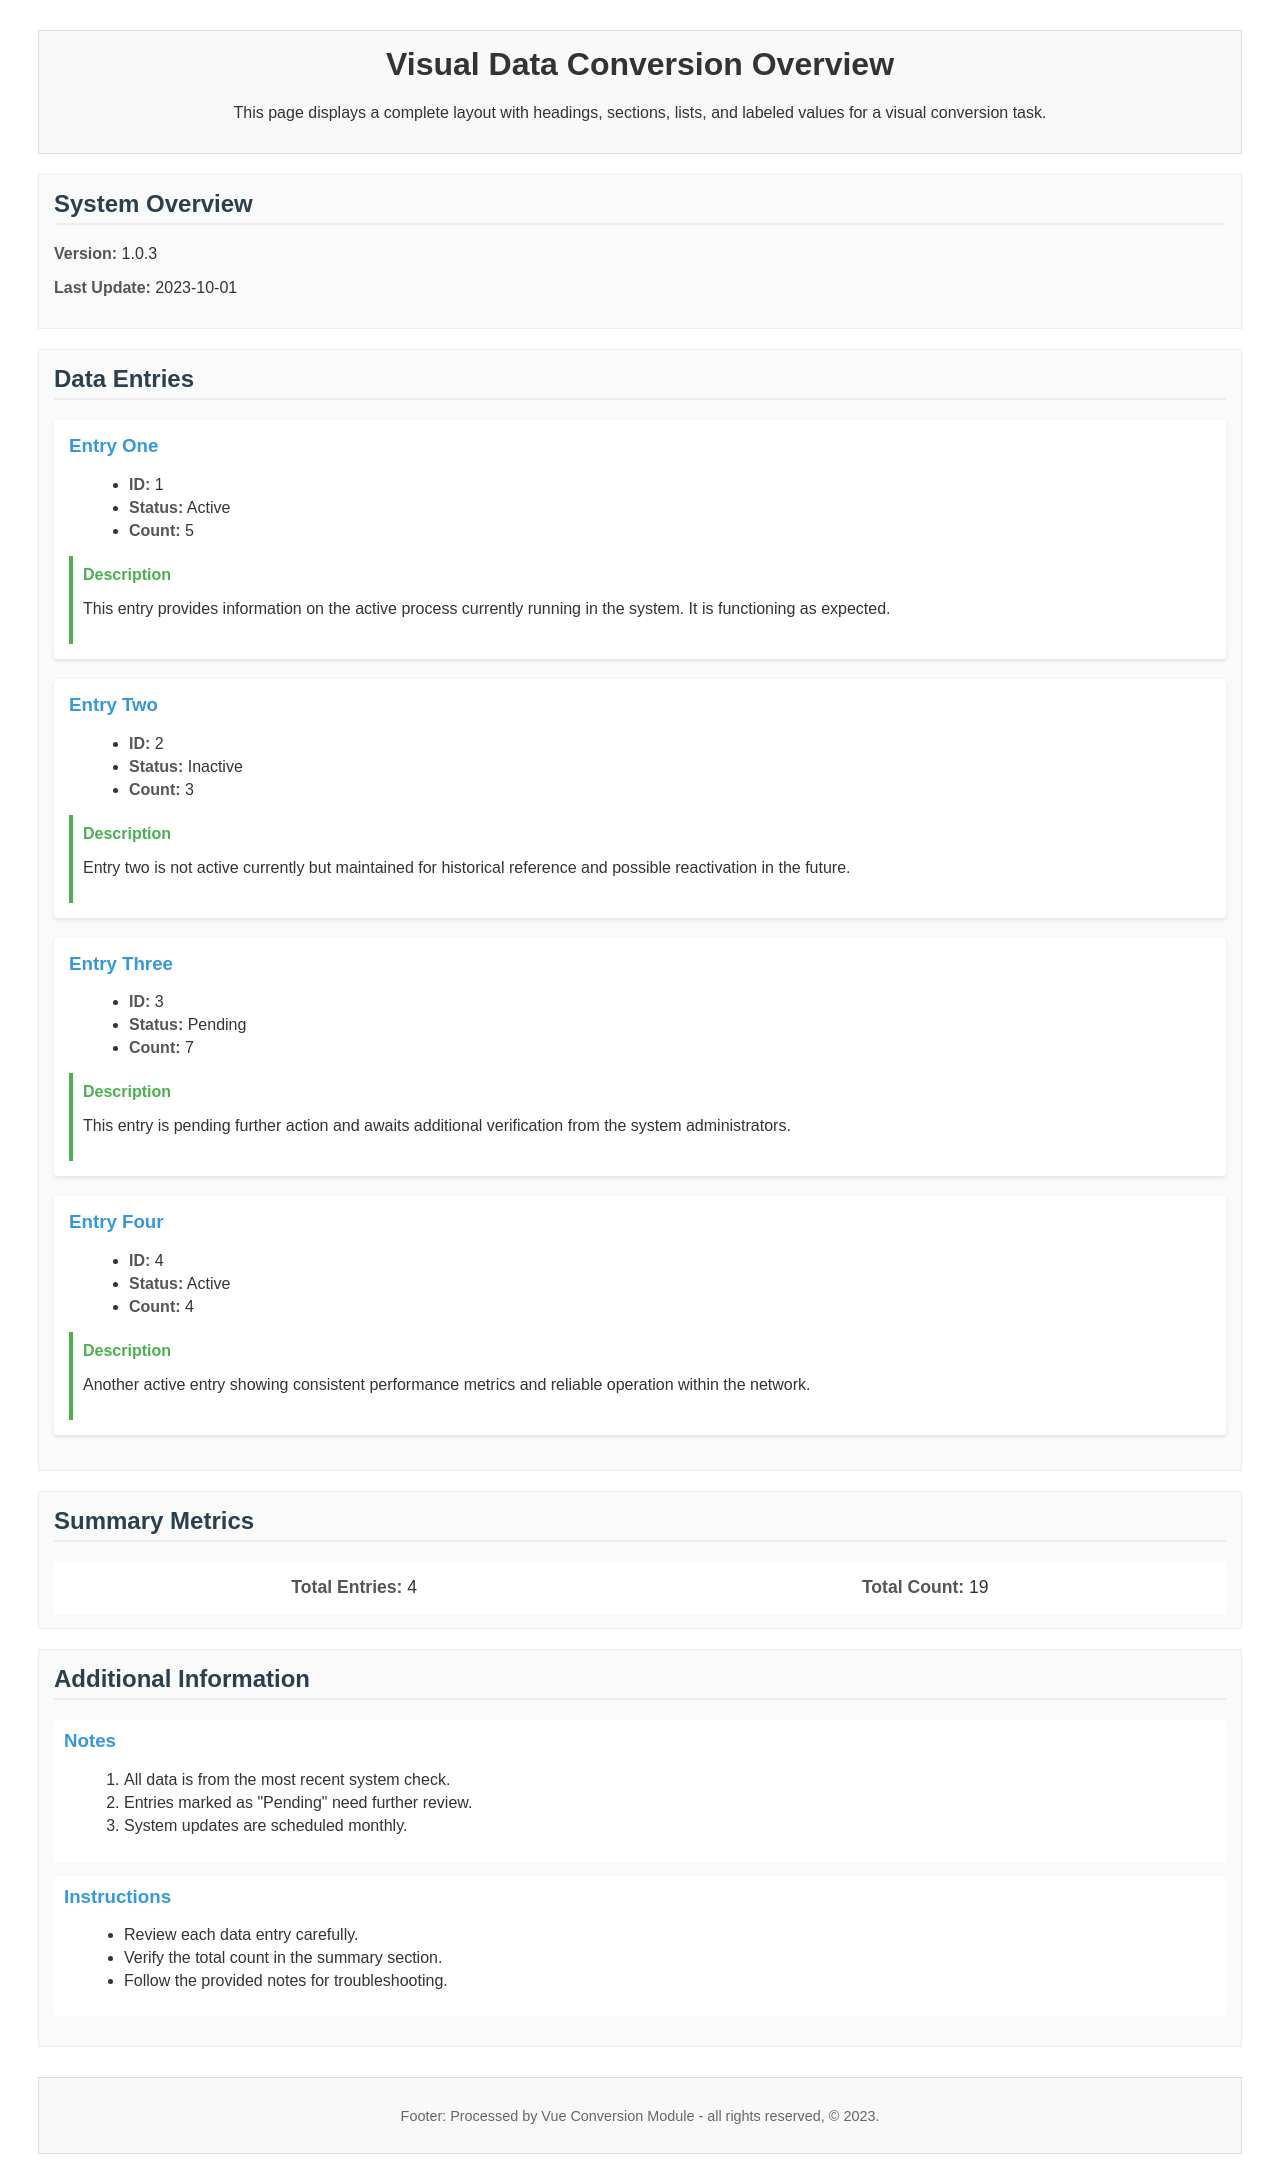 Visual Data Conversion Overview
This page displays a complete layout with headings, sections, lists, and labeled values for a visual conversion task.
System Overview
Version: 1.0.3
Last Update: 2023-10-01
Data Entries
Entry One
• ID: 1
• Status: Active
• Count: 5
Description
This entry provides information on the active process currently running in the system. It is functioning as expected.
Entry Two
• ID: 2
• Status: Inactive
• Count: 3
Description
Entry two is not active currently but maintained for historical reference and possible reactivation in the future.
Entry Three
• ID: 3
• Status: Pending
• Count: 7
Description
This entry is pending further action and awaits additional verification from the system administrators.
Entry Four
• ID: 4
• Status: Active
• Count: 4
Description
Another active entry showing consistent performance metrics and reliable operation within the network.
Summary Metrics
Total Entries: 4
Total Count: 19
Additional Information
Notes
1. All data is from the most recent system check.
2. Entries marked as "Pending" need further review.
3. System updates are scheduled monthly.
Instructions
• Review each data entry carefully.
• Verify the total count in the summary section.
• Follow the provided notes for troubleshooting.
Footer: Processed by Vue Conversion Module - all rights reserved, © 2023.